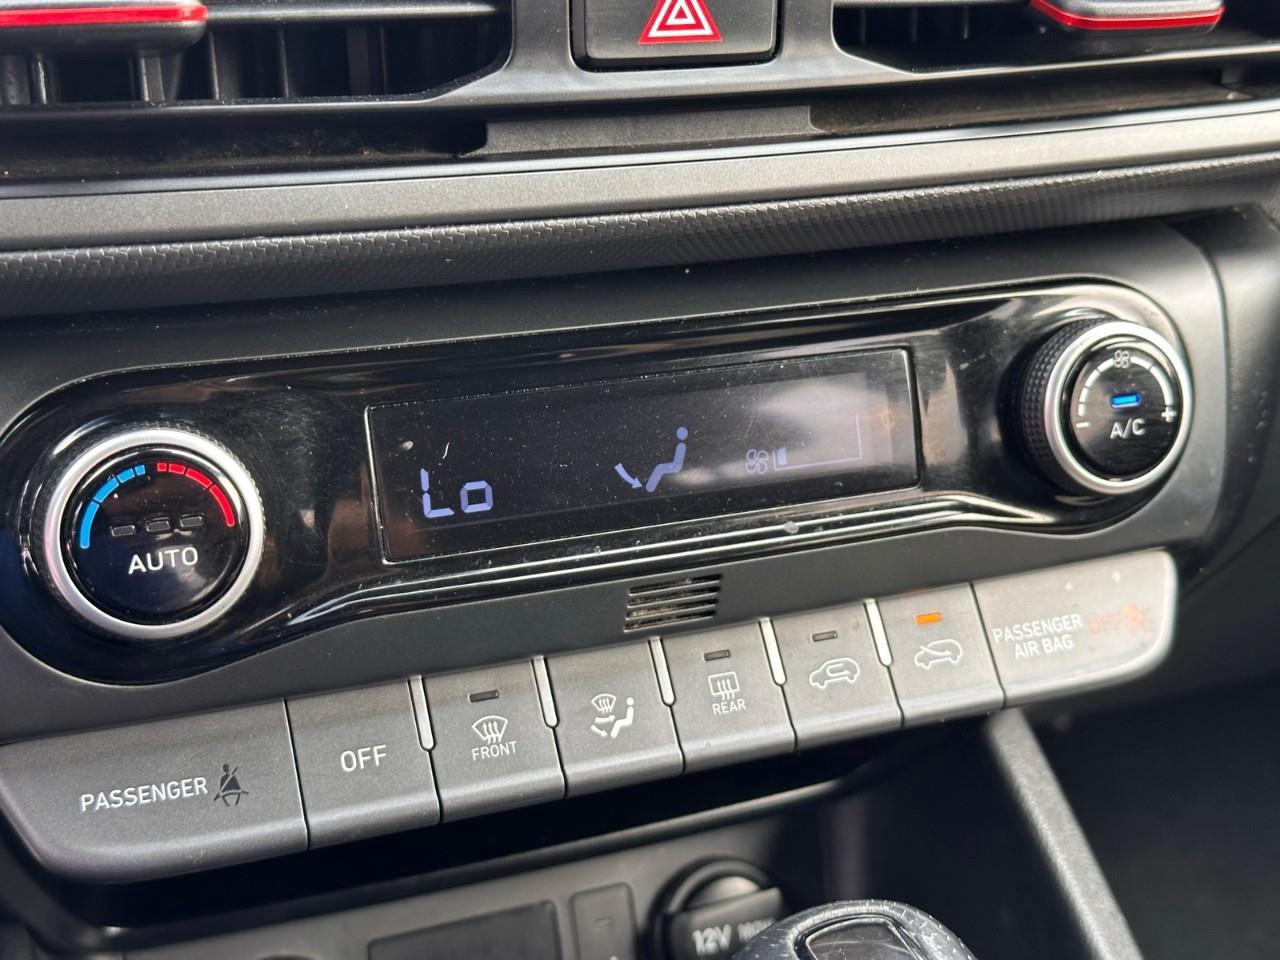 Lo
A/C
- +
AUTO
PASSENGER
OFF
FRONT
REAR
PASSENGER
AIR BAG
12V